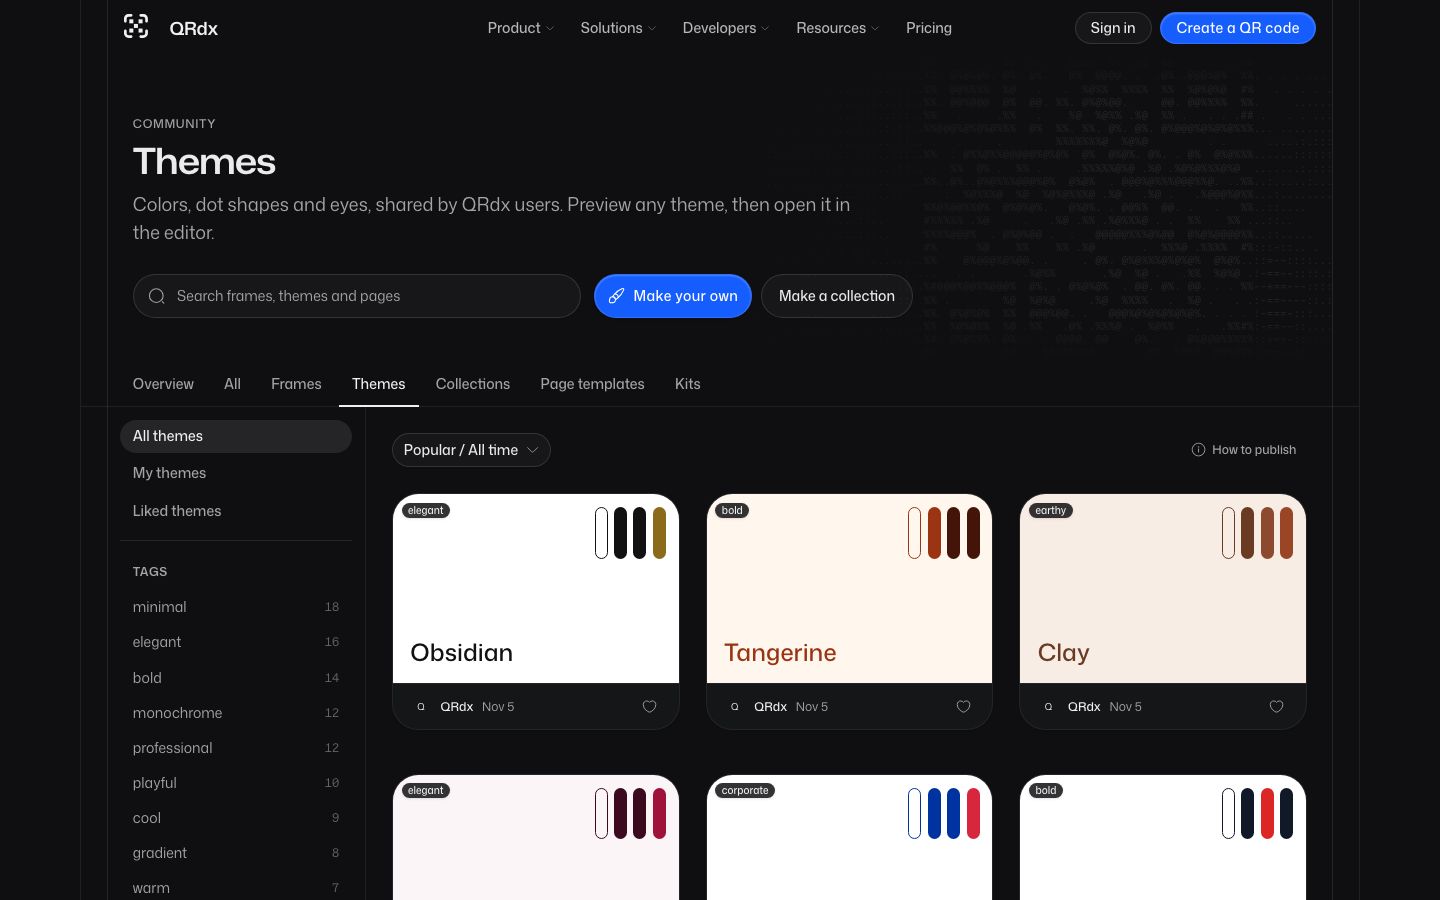 QRdx
Product
Solutions
Developers
Resources
Pricing
Sign in
Create a QR code
COMMUNITY
Themes
Colors, dot shapes and eyes, shared by QRdx users. Preview any theme, then open it in
the editor.
Search frames, themes and pages
Make your own
Make a collection
Overview
All
Frames
Themes
Collections
Page templates
Kits
All themes
My themes
Liked themes
TAGS
minimal 18
elegant 16
bold 14
monochrome 12
professional 12
playful 10
cool 9
gradient 8
warm 7
Popular / All time
How to publish
elegant
Obsidian
Q QRdx Nov 5
bold
Tangerine
Q QRdx Nov 5
earthy
Clay
Q QRdx Nov 5
elegant
corporate
bold